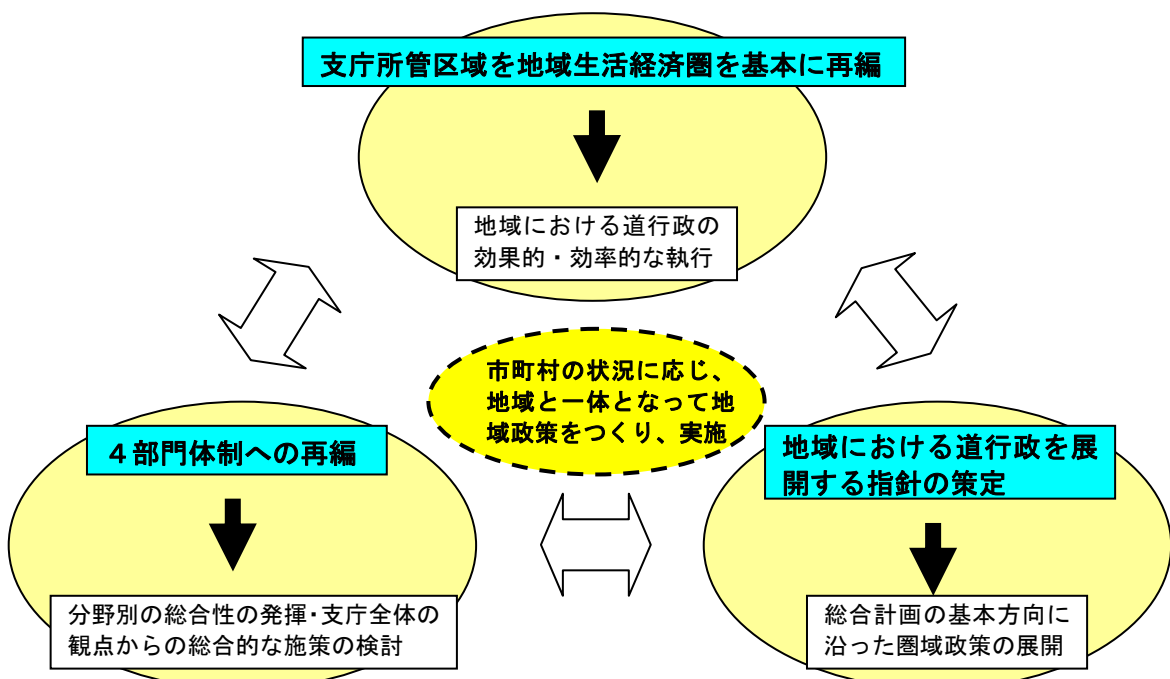 支庁所管区域を地域生活経済圏を基本に再編
地域における道行政の
効果的・効率的な執行
市町村の状況に応じ、
地域と一体となって地
域政策をつくり、実施
４部門体制への再編
分野別の総合性の発揮・支庁全体の
観点からの総合的な施策の検討
地域における道行政を展
開する指針の策定
総合計画の基本方向に
沿った圏域政策の展開